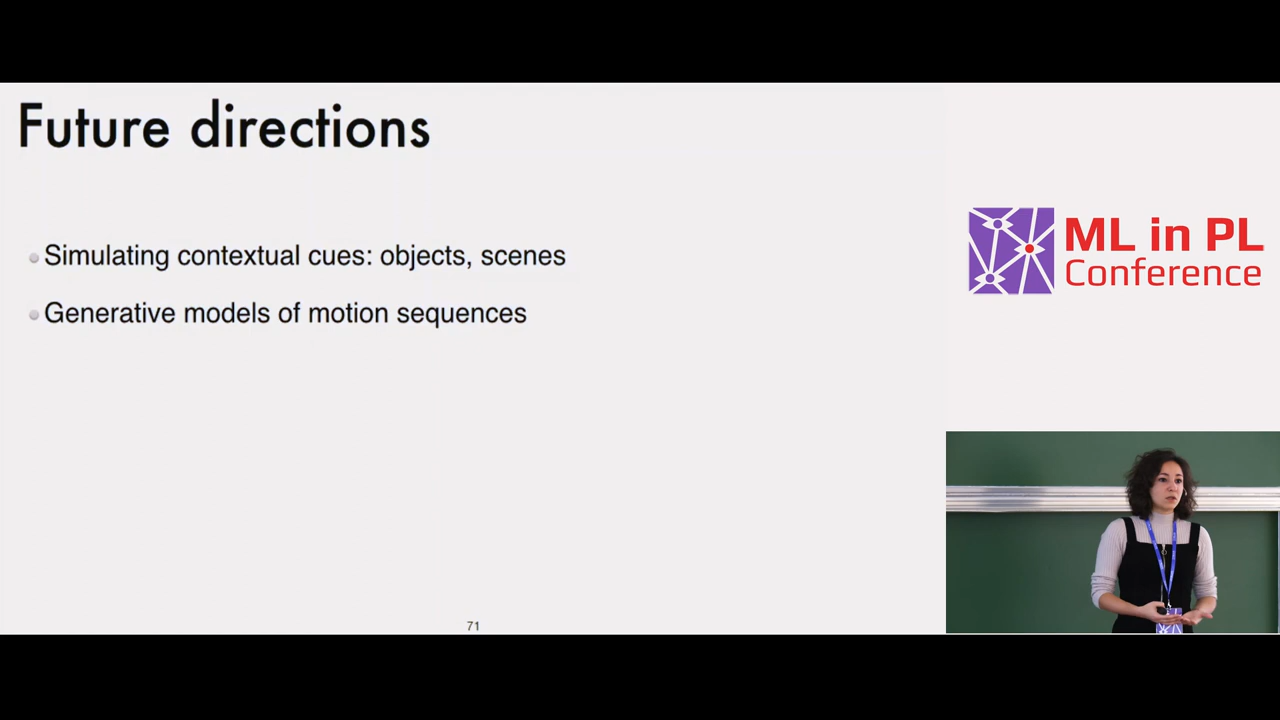 Future directions
Simulating contextual cues: objects, scenes
Generative models of motion sequences
71
ML in PL
Conference